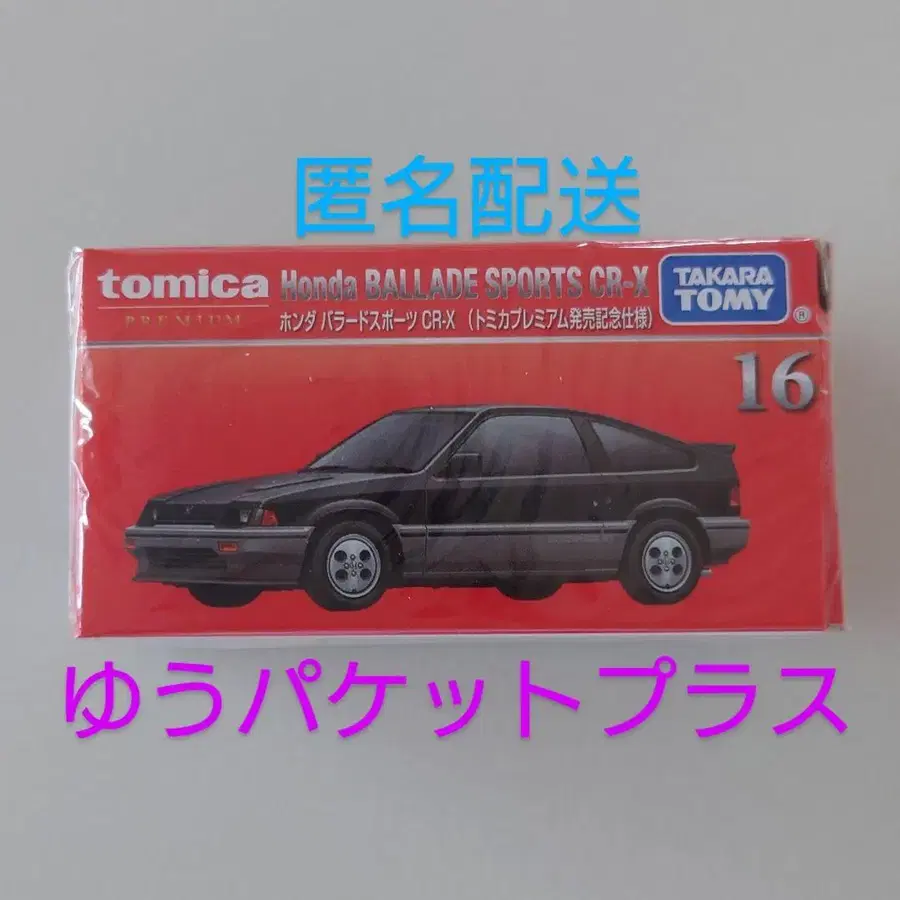 匿名配送
tomica Honda BALLADE SPORTS CR-X TAKARA TOMY ®
PREMIUM ホンダ バラードスポーツ CR-X (トミカプレミアム発売記念仕様)
16
ゆうパケットプラス